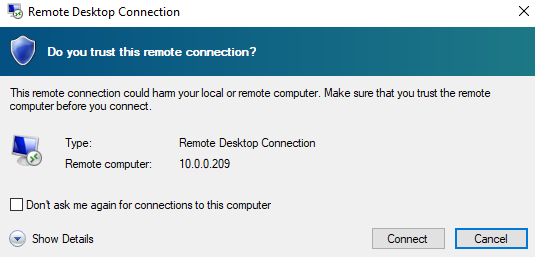 Remote Desktop Connection
Do you trust this remote connection?
This remote connection could harm your local or remote computer. Make sure that you trust the remote
computer before you connect.
Type: Remote Desktop Connection
Remote computer: 10.0.0.209
Don't ask me again for connections to this computer
Show Details Connect Cancel